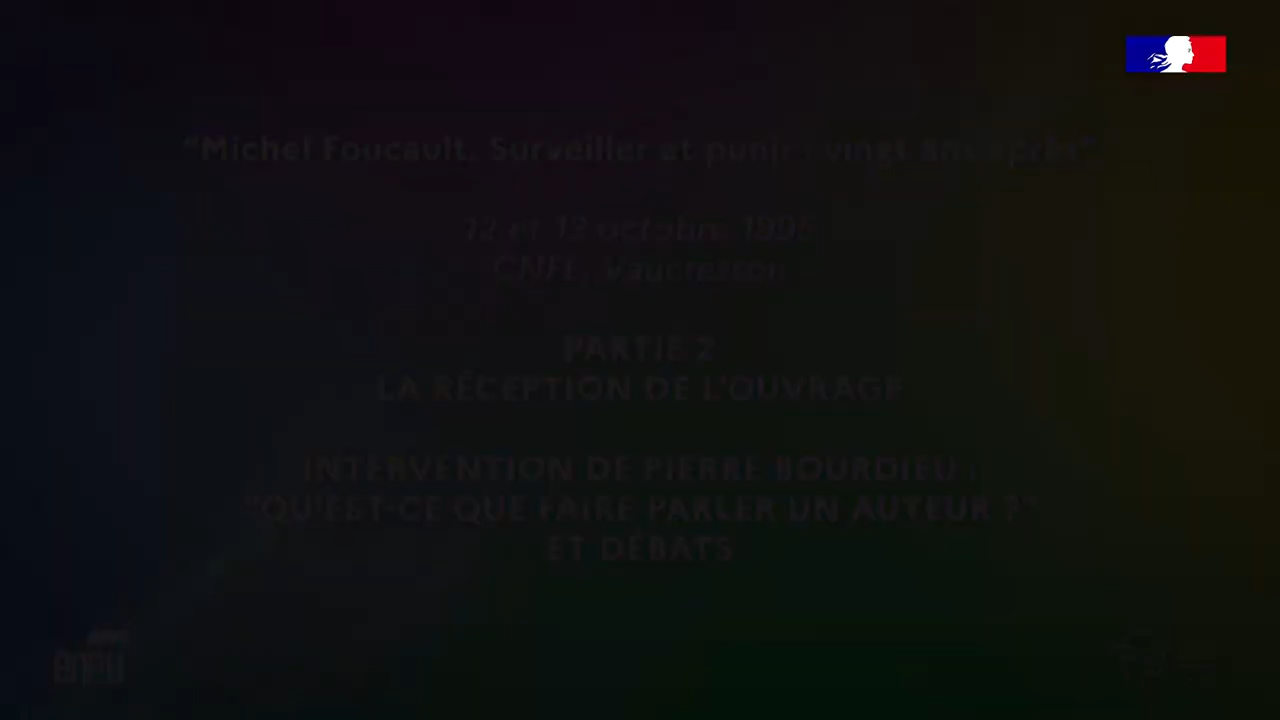 "Michel Foucault, Surveiller et punir : vingt ans après"
12 et 13 octobre 1995
CNFE, Vaucresson
PARTIE 2
LA RÉCEPTION DE L'OUVRAGE
INTERVENTION DE PIERRE BOURDIEU :
"QU'EST-CE QUE FAIRE PARLER UN AUTEUR ?"
ET DÉBATS